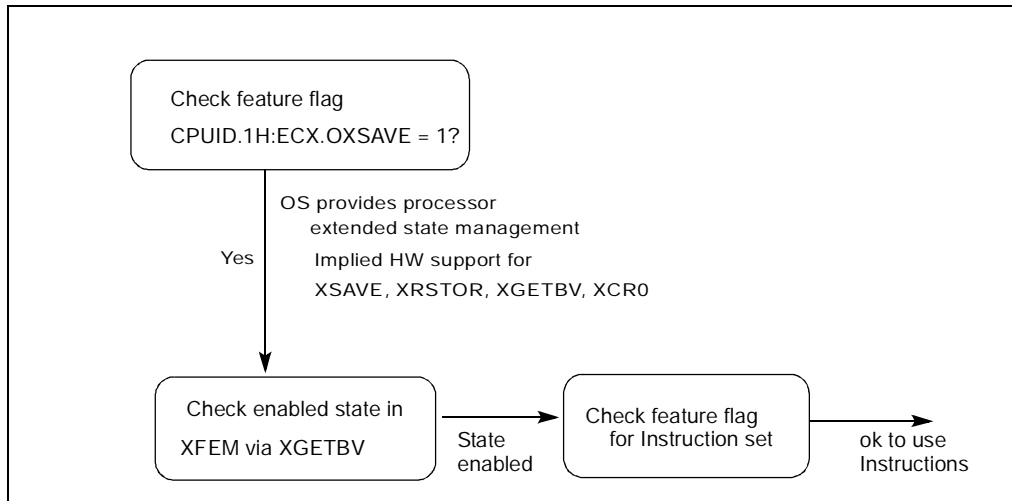 Check feature flag
CPUID.1H:ECX.OXSAVE = 1?
OS provides processor
extended state management
Yes
Implied HW support for
XSAVE, XRSTOR, XGETBV, XCR0
Check enabled state in
XFEM via XGETBV
State
enabled
Check feature flag
for Instruction set
ok to use
Instructions